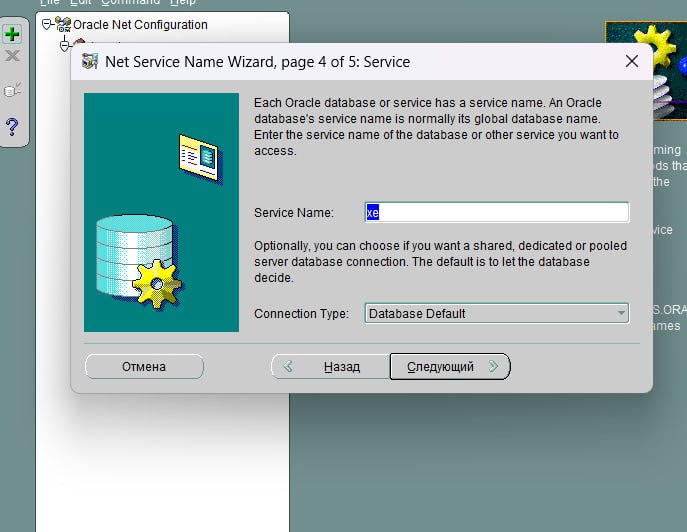 File Edit Command Help
Oracle Net Configuration
Net Service Name Wizard, page 4 of 5: Service
Each Oracle database or service has a service name. An Oracle
database's service name is normally its global database name.
Enter the service name of the database or other service you want to
access.
Service Name:
xe
Optionally, you can choose if you want a shared, dedicated or pooled
server database connection. The default is to let the database
decide.
Connection Type:
Database Default
Отмена
Назад
Следующий
ming
ods tha
the
vice
S.ORA
ames